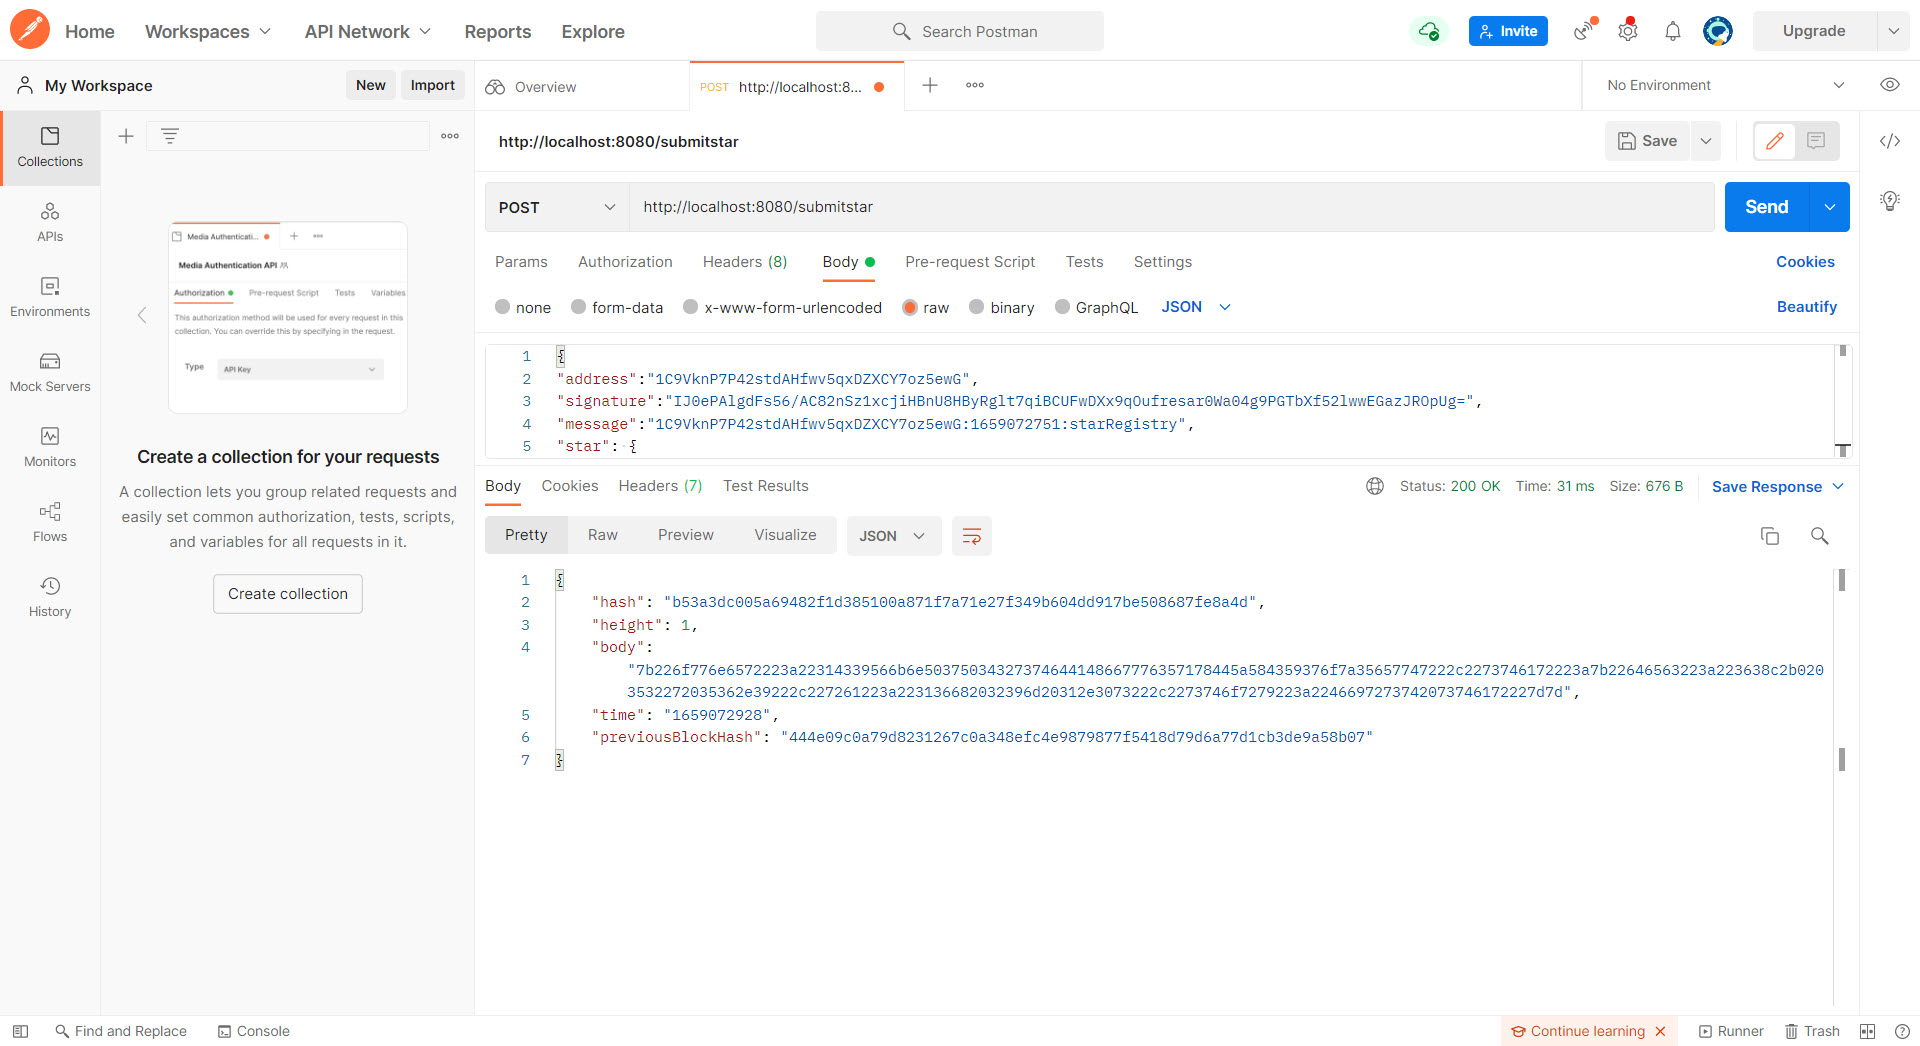 Home Workspaces API Network Reports Explore Search Postman Invite Upgrade
My Workspace New Import Overview POST http://localhost:8... No Environment
Collections
APIs
Environments
Mock Servers
Monitors
Flows
History
Media Authenticati...
Media Authentication API
Authorization Pre-request Script Tests Variables
This authorization method will be used for every request in this
collection. You can override this by specifying in the request.
Type API Key
Create a collection for your requests
A collection lets you group related requests and
easily set common authorization, tests, scripts,
and variables for all requests in it.
Create collection
http://localhost:8080/submitstar Save
POST http://localhost:8080/submitstar Send
Params Authorization Headers (8) Body Pre-request Script Tests Settings Cookies
none form-data x-www-form-urlencoded raw binary GraphQL JSON Beautify
1 {
2 "address":"1C9VknP7P42stdAHfwv5qxDZXCY7oz5ewG",
3 "signature":"IJ0ePAlgdFs56/AC82nSz1xcjiHBnU8HByRglt7qiBCUFwDXx9qOufresar0Wa04g9PGTbXf52lwwEGazJROpUg=",
4 "message":"1C9VknP7P42stdAHfwv5qxDZXCY7oz5ewG:1659072751:starRegistry",
5 "star": {
Body Cookies Headers (7) Test Results Status: 200 OK Time: 31 ms Size: 676 B Save Response
Pretty Raw Preview Visualize JSON
1 {
2 "hash": "b53a3dc005a69482f1d385100a871f7a71e27f349b604dd917be508687fe8a4d",
3 "height": 1,
4 "body":
"7b226f776e6572223a22314339566b6e503750343273746441486677763571784​45a584359376f7a35657747222c2273746172223a7b22646563223a223638c2b020
3532272035362e39222c227261223a223136682032396d20312e3073222c2273746f7279223a22466972737420737461722​27d7d",
5 "time": "1659072928",
6 "previousBlockHash": "444e09c0a79d8231267c0a348efc4e9879877f5418d79d6a77d1cb3de9a58b07"
7 }
Find and Replace Console Continue learning Runner Trash